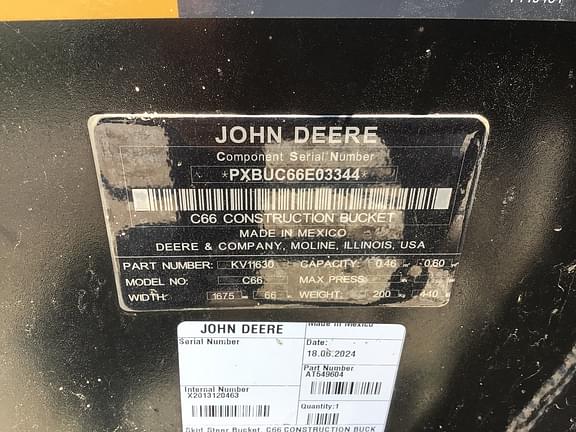 JOHN DEERE
Component Serial Number
*PXBUC66E03344*
C66 CONSTRUCTION BUCKET
MADE IN MEXICO
DEERE & COMPANY, MOLINE, ILLINOIS, USA
PART NUMBER: KV11630 CAPACITY: 0.46 0.60
MODEL NO: C66 MAX PRESS
WIDTH: 1675 66 WEIGHT: 200 440
JOHN DEERE Made in Mexico
Serial Number Date:
18.06.2024
Part Number
AT549604
Internal Number
X2013120463
Quantity:1
Skid Steer Bucket, C66 CONSTRUCTION BUCK